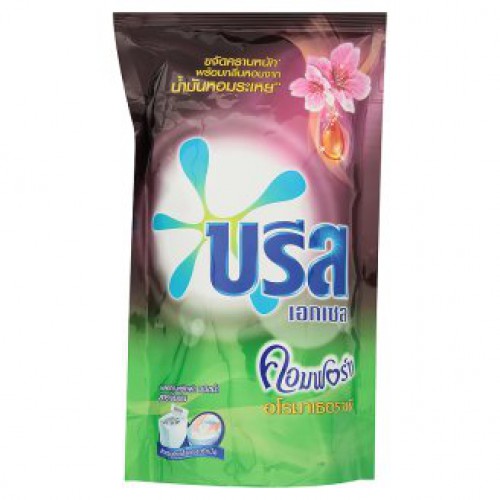 ขจัดคราบหนัก*
พร้อมกลิ่นหอมจาก
น้ำมันหอมระเหย**
บรีส
เอกเซล
คอมฟอร์ท
อโรมาเธอราพี